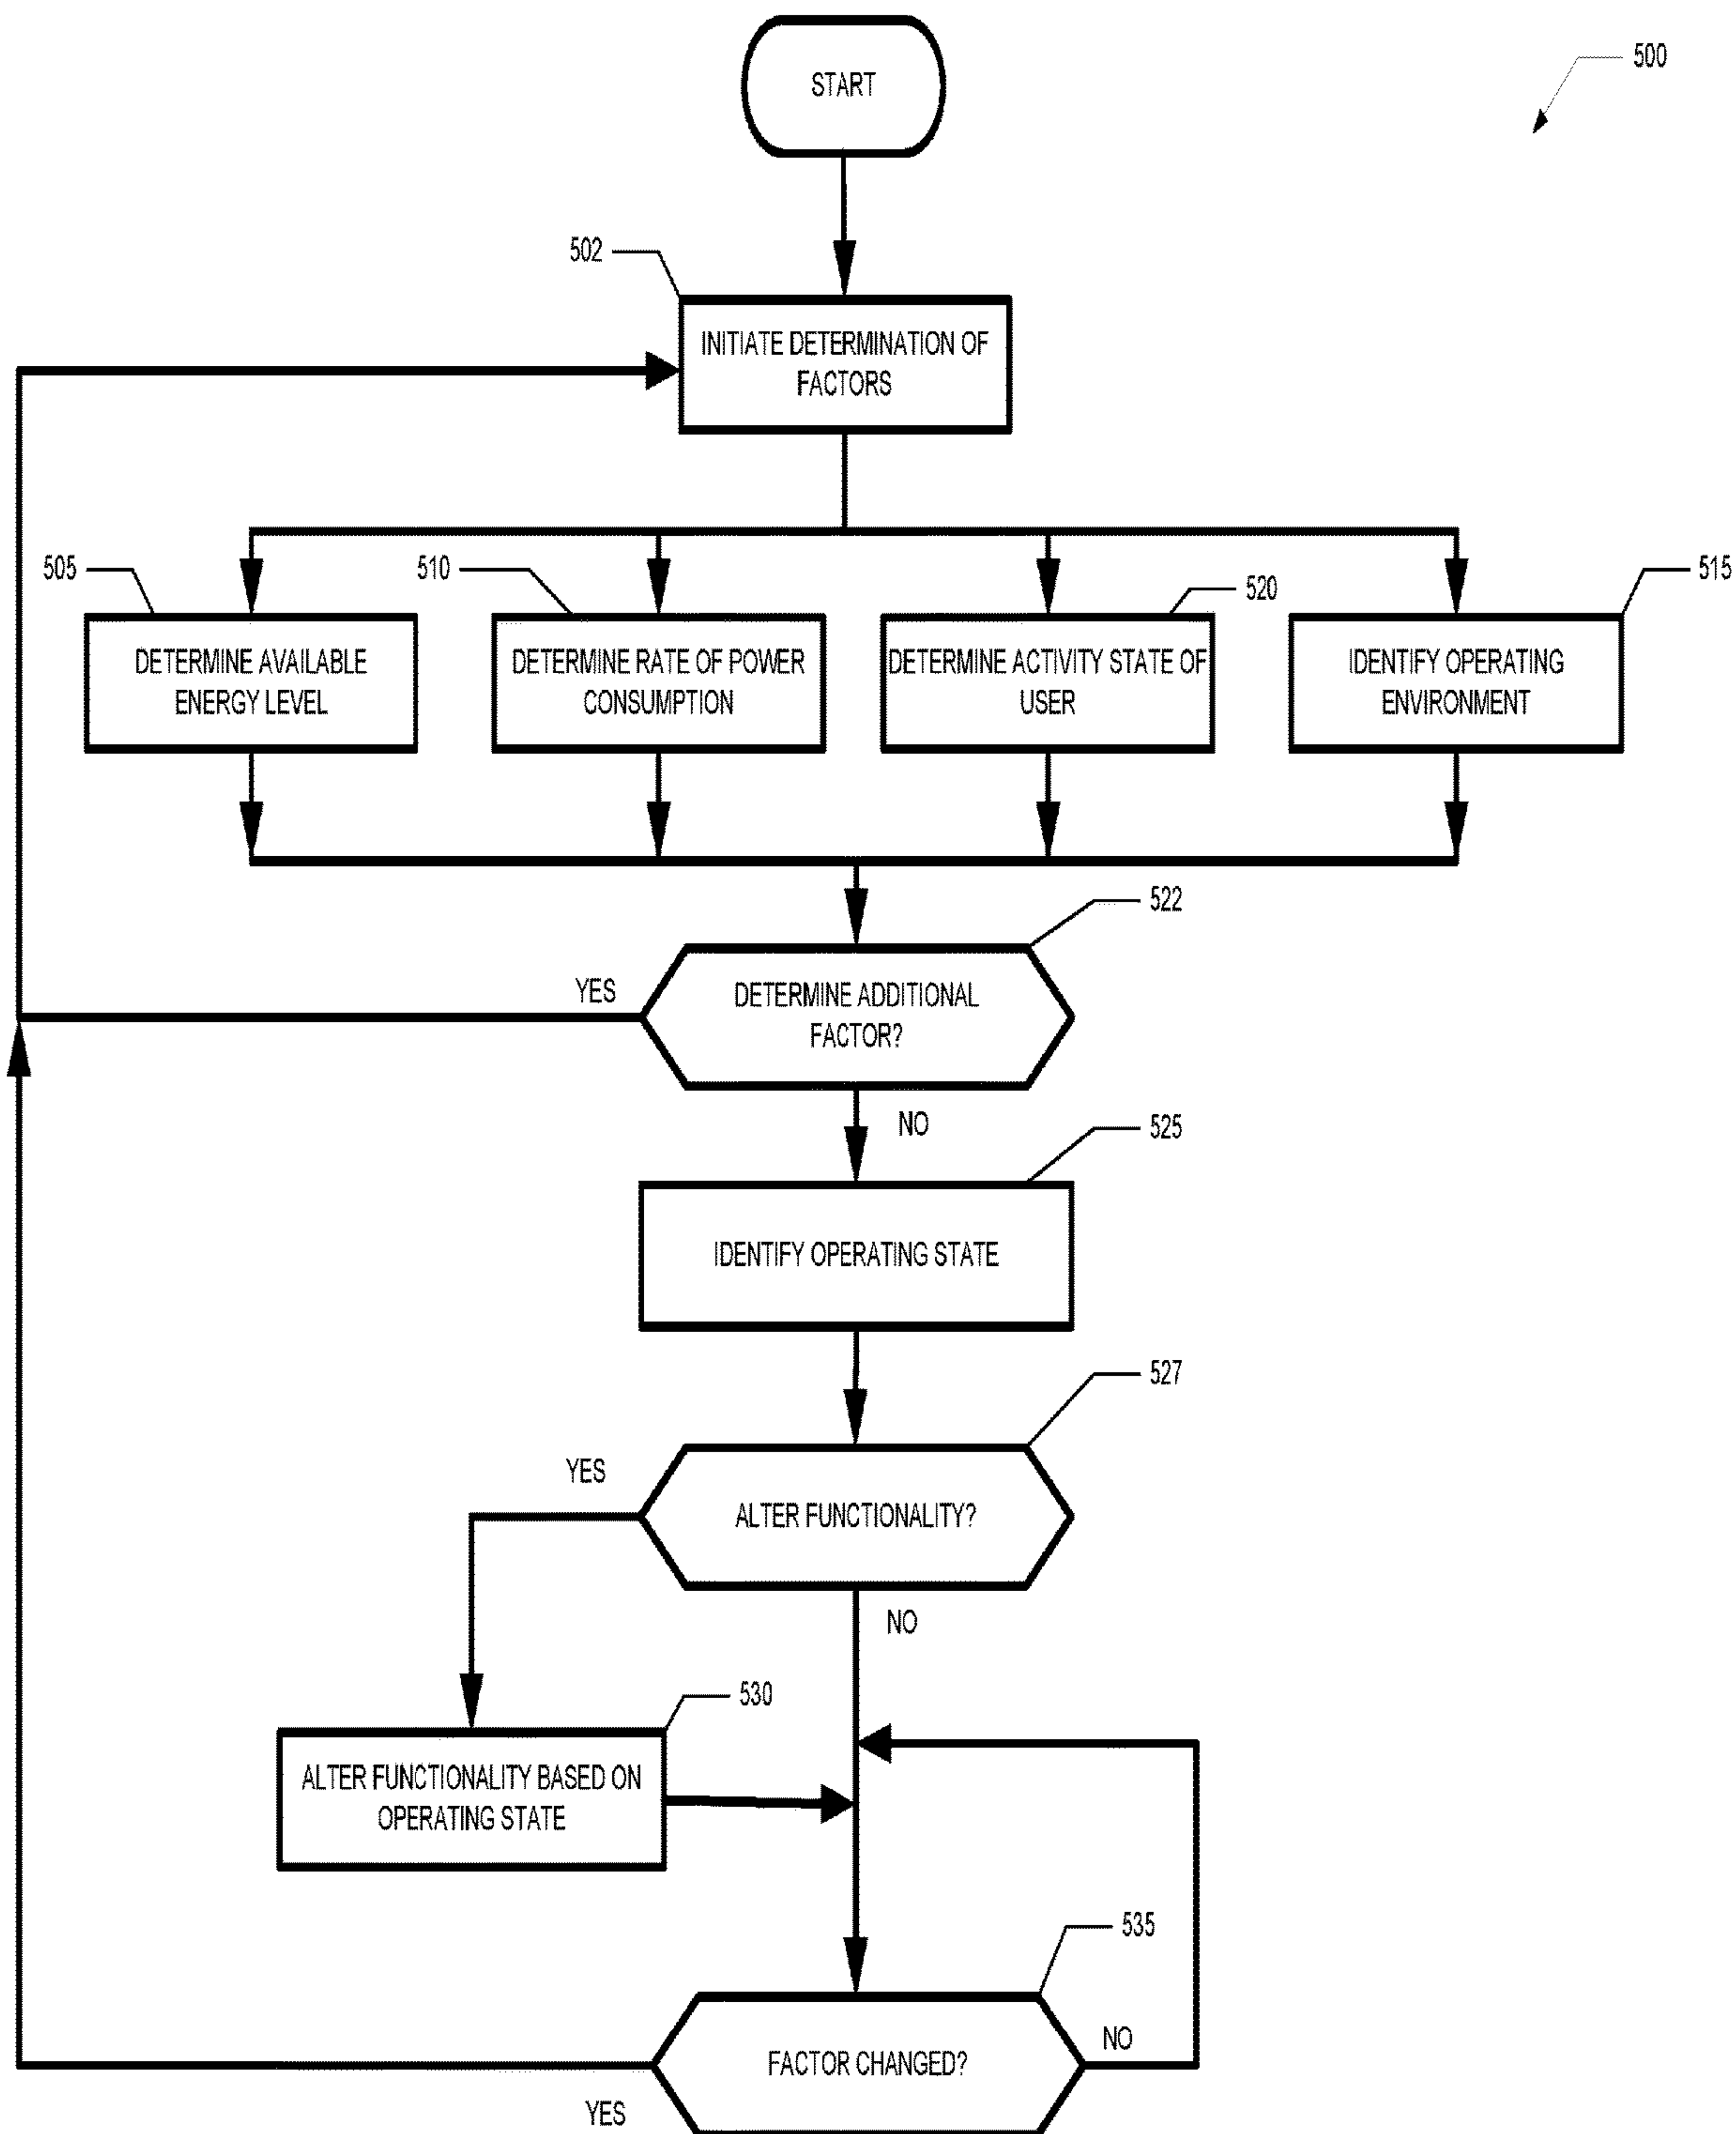 START
500
502
INITIATE DETERMINATION OF
FACTORS
505
510
520
515
DETERMINE AVAILABLE
ENERGY LEVEL
DETERMINE RATE OF POWER
CONSUMPTION
DETERMINE ACTIVITY STATE OF
USER
IDENTIFY OPERATING
ENVIRONMENT
522
YES
DETERMINE ADDITIONAL
FACTOR?
NO
525
IDENTIFY OPERATING STATE
527
YES
ALTER FUNCTIONALITY?
NO
530
ALTER FUNCTIONALITY BASED ON
OPERATING STATE
535
FACTOR CHANGED?
NO
YES